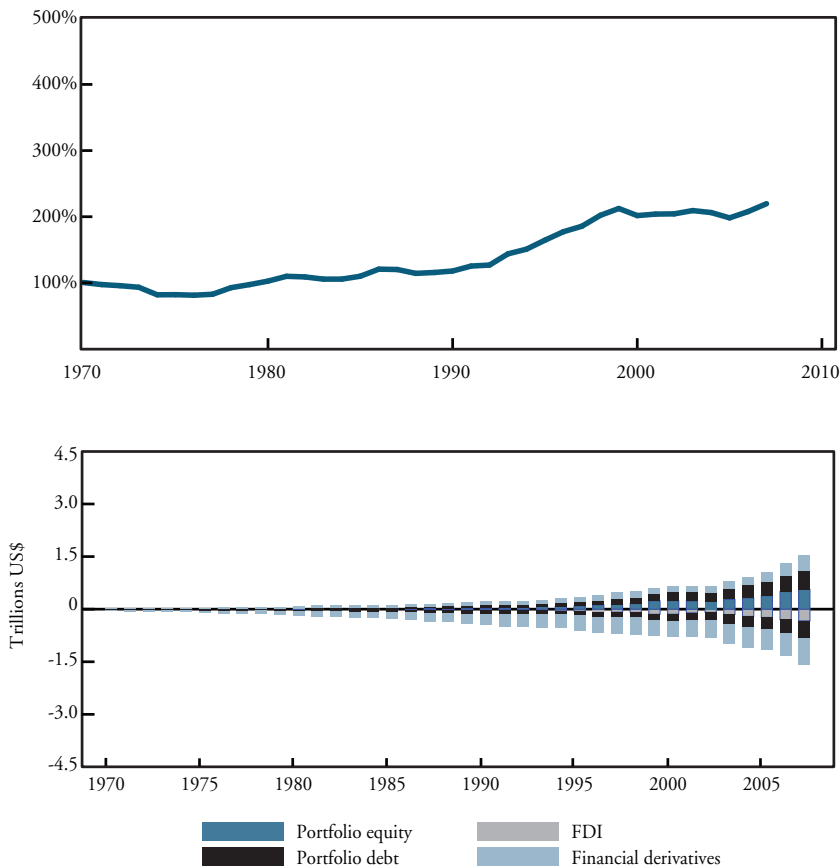 500%
400%
300%
200%
100%
1970 1980 1990 2000 2010
Trillions US$
4.5
3.0
1.5
0
-1.5
-3.0
-4.5
1970 1975 1980 1985 1990 1995 2000 2005
Portfolio equity FDI
Portfolio debt Financial derivatives